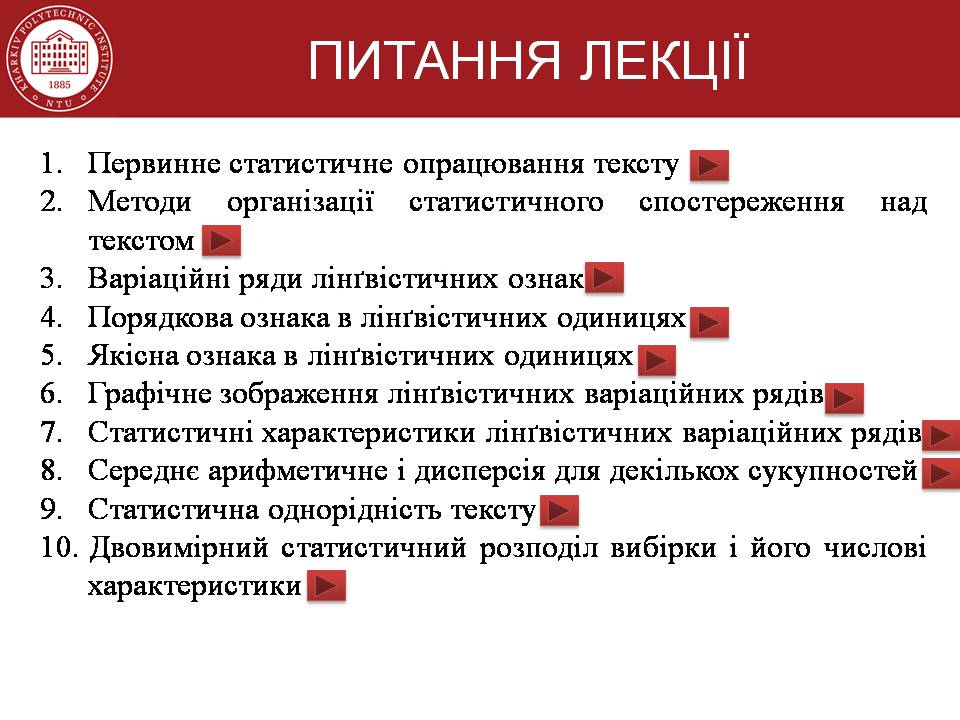 KHARKIV POLYTECHNIC INSTITUTE
1885
NTU
ПИТАННЯ ЛЕКЦІЇ
1. Первинне статистичне опрацювання тексту
2. Методи організації статистичного спостереження над
текстом
3. Варіаційні ряди лінґвістичних ознак
4. Порядкова ознака в лінґвістичних одиницях
5. Якісна ознака в лінґвістичних одиницях
6. Графічне зображення лінґвістичних варіаційних рядів
7. Статистичні характеристики лінґвістичних варіаційних рядів
8. Середнє арифметичне і дисперсія для декількох сукупностей
9. Статистична однорідність тексту
10. Двовимірний статистичний розподіл вибірки і його числові
характеристики